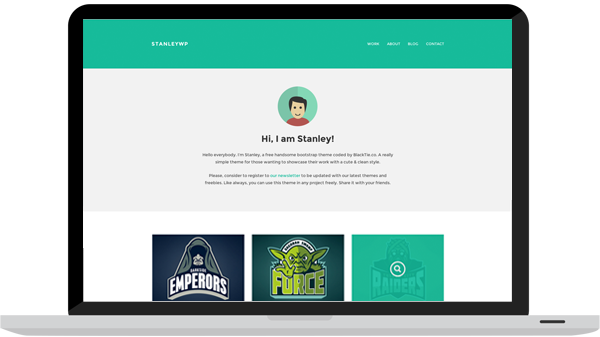 STANLEYWP
WORK ABOUT BLOG CONTACT
Hi, I am Stanley!
Hello everybody. I'm Stanley, a free handsome bootstrap theme coded by BlackTie.co. A really
simple theme for those wanting to showcase their work with a cute & clean style.
Please, consider to register to our newsletter to be updated with our latest themes and
freebies. Like always, you can use this theme in any project freely. Share it with your friends.
DARKSIDE
EMPERORS
FORCE
RAIDERS